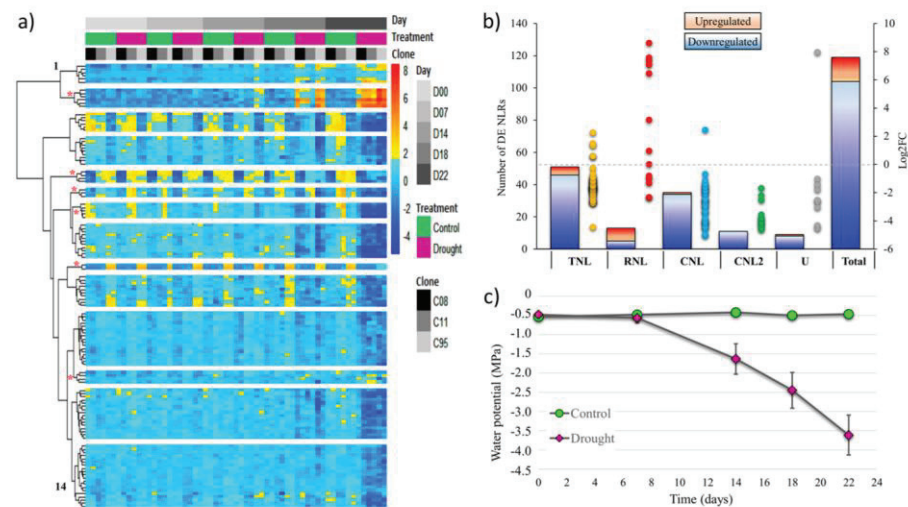 a)
Day
Treatment
Clone
1
14
8
6
4
2
-2
-4
Day
D00
D07
D14
D18
D22
Treatment
Control
Drought
Clone
C08
C11
C95
b)
Upregulated
Downregulated
Number of DE NLRs
140
120
100
80
60
40
20
0
10
8
6
4
2
0
-2
-4
-6
Log2FC
TNL
RNL
CNL
CNL2
U
Total
c)
Water potential (MPa)
0
-0.5
-1.0
-1.5
-2.0
-2.5
-3.0
-3.5
-4.0
-4.5
Control
Drought
0 2 4 6 8 10 12 14 16 18 20 22 24
Time (days)